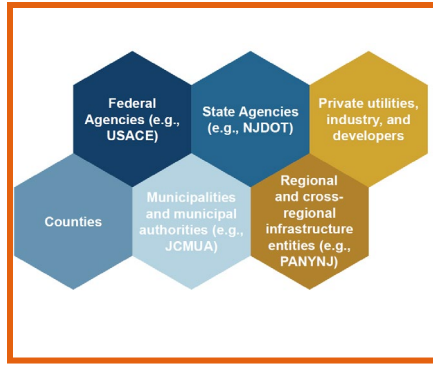 Federal
Agencies (e.g.,
USACE)
State Agencies
(e.g., NJDOT)
Private utilities,
industry, and
developers
Counties
Municipalities
and municipal
authorities (e.g.,
JCMUA)
Regional
and cross-
regional
infrastructure
entities (e.g.,
PANYNJ)